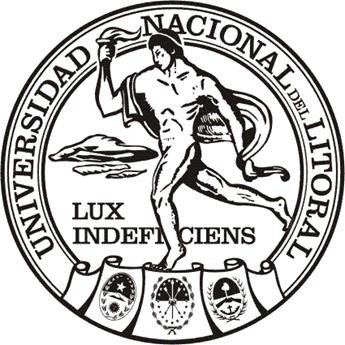 UNIVERSIDAD NACIONAL DEL LITORAL
LUX
INDEFICIENS